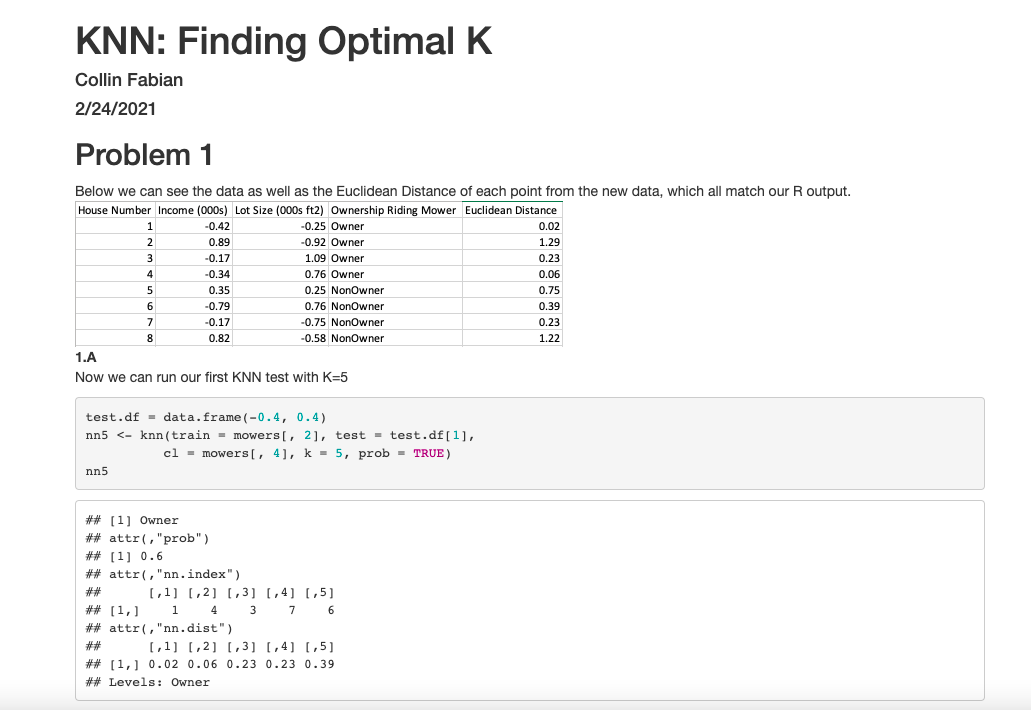 KNN: Finding Optimal K
Collin Fabian
2/24/2021
Problem 1
Below we can see the data as well as the Euclidean Distance of each point from the new data, which all match our R output.
House Number Income (000s) Lot Size (000s ft2) Ownership Riding Mower Euclidean Distance
1 -0.42 -0.25 Owner 0.02
2 0.89 -0.92 Owner 1.29
3 -0.17 1.09 Owner 0.23
4 -0.34 0.76 Owner 0.06
5 0.35 0.25 NonOwner 0.75
6 -0.79 0.76 NonOwner 0.39
7 -0.17 -0.75 NonOwner 0.23
8 0.82 -0.58 NonOwner 1.22
1.A
Now we can run our first KNN test with K=5
test.df = data.frame(-0.4, 0.4)
nn5 <- knn(train = mowers[, 2], test = test.df[1],
          cl = mowers[, 4], k = 5, prob = TRUE)
nn5
## [1] Owner
## attr(,"prob")
## [1] 0.6
## attr(,"nn.index")
##      [,1] [,2] [,3] [,4] [,5]
## [1,]    1    4    3    7    6
## attr(,"nn.dist")
##      [,1] [,2] [,3] [,4] [,5]
## [1,] 0.02 0.06 0.23 0.23 0.39
## Levels: Owner